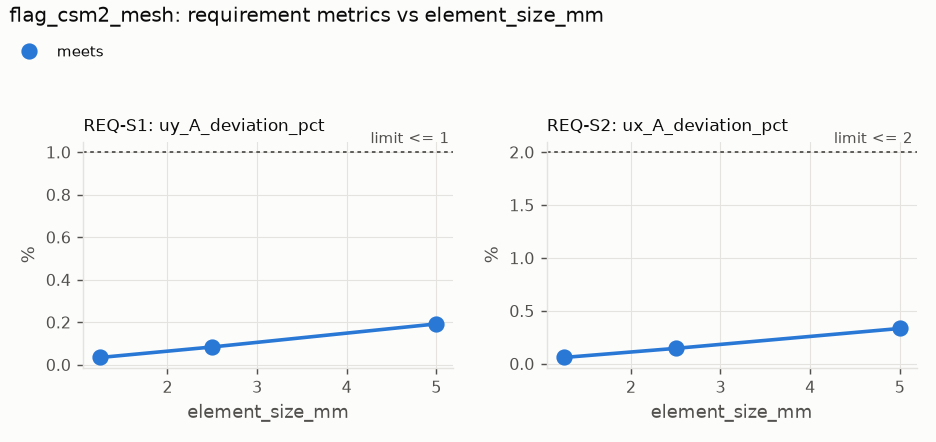 flag_csm2_mesh: requirement metrics vs element_size_mm
meets
REQ-S1: uy_A_deviation_pct
limit <= 1
1.0
0.8
0.6
0.4
0.2
0.0
%
2 3 4 5
element_size_mm
REQ-S2: ux_A_deviation_pct
limit <= 2
2.0
1.5
1.0
0.5
0.0
%
2 3 4 5
element_size_mm